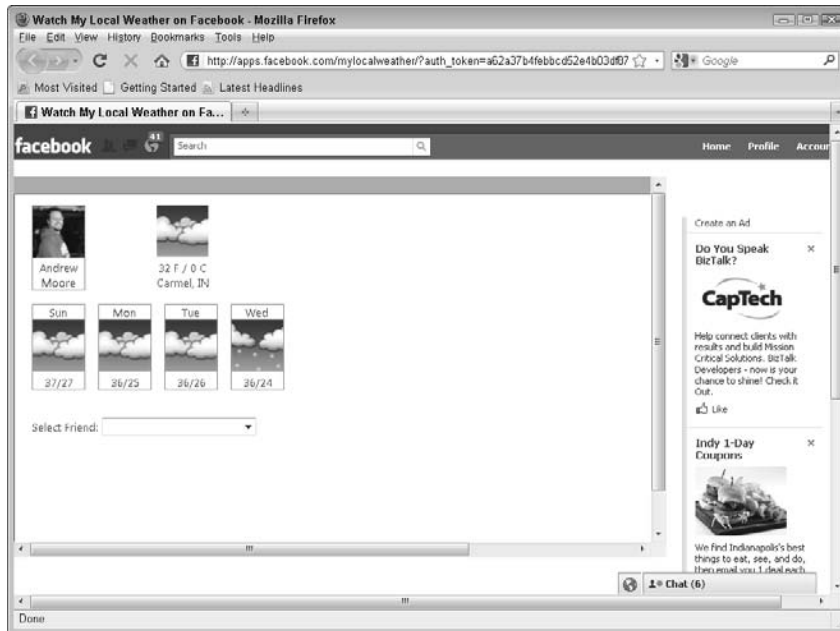 Watch My Local Weather on Facebook - Mozilla Firefox
File Edit View History Bookmarks Tools Help
http://apps.facebook.com/mylocalweather/?auth_token=a62a37b4febbcd52e4b03df07
Google
Most Visited Getting Started Latest Headlines
Watch My Local Weather on Fa...
facebook 41 Search Home Profile Accoun
Create an Ad
Do You Speak BizTalk?
CapTech
Help connect clients with
results and build Mission
Critical Solutions. BizTalk
Developers - now is your
chance to shine! Check it
Out.
Like
Indy 1-Day
Coupons
We find Indianapolis's best
things to eat, see, and do,
then email you 1 deal each
Andrew
Moore
32 F / 0 C
Carmel, IN
Sun Mon Tue Wed
37/27 36/25 36/26 36/24
Select Friend:
Chat (6)
Done